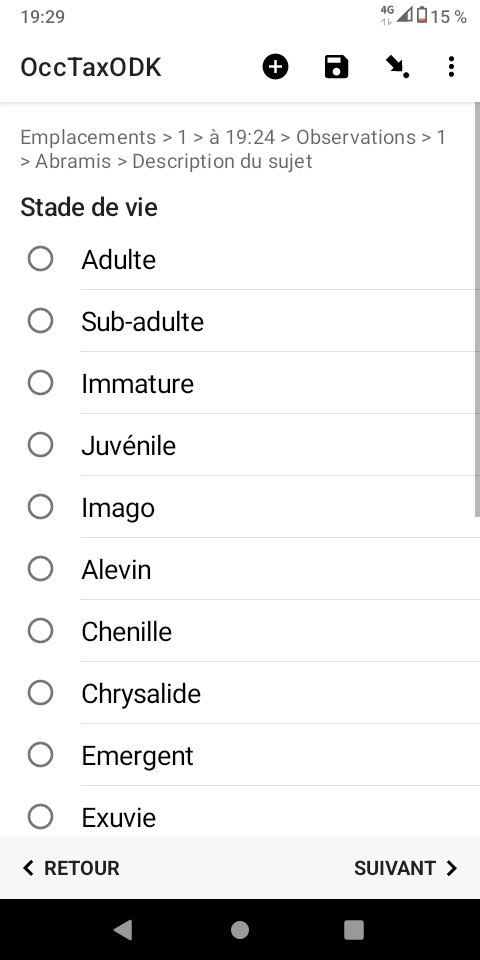 19:29
4G
15 %
OccTaxODK
Emplacements > 1 > à 19:24 > Observations > 1
> Abramis > Description du sujet
Stade de vie
Adulte
Sub-adulte
Immature
Juvénile
Imago
Alevin
Chenille
Chrysalide
Emergent
Exuvie
RETOUR
SUIVANT